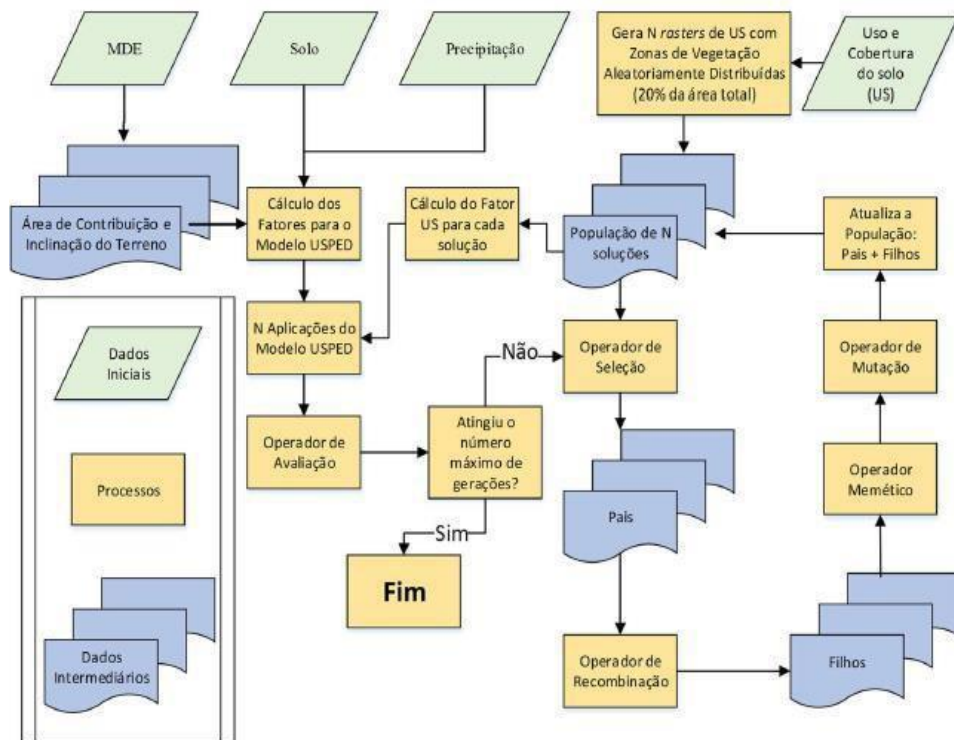 MDE
Solo
Precipitação
Gera N rasters de US com
Zonas de Vegetação
Aleatoriamente Distribuídas
(20% da área total)
Uso e
Cobertura
do solo
(US)
Área de Contribuição e
Inclinação do Terreno
Cálculo dos
Fatores para o
Modelo USPED
Cálculo do Fator
US para cada
solução
População de N
soluções
Atualiza a
População:
Pais + Filhos
N Aplicações do
Modelo USPED
Não
Operador de
Seleção
Operador de
Mutação
Dados
Iniciais
Operador de
Avaliação
Atingiu o
número
máximo de
gerações?
Processos
Pais
Operador
Memético
Sim
Fim
Dados
Intermediários
Operador de
Recombinação
Filhos